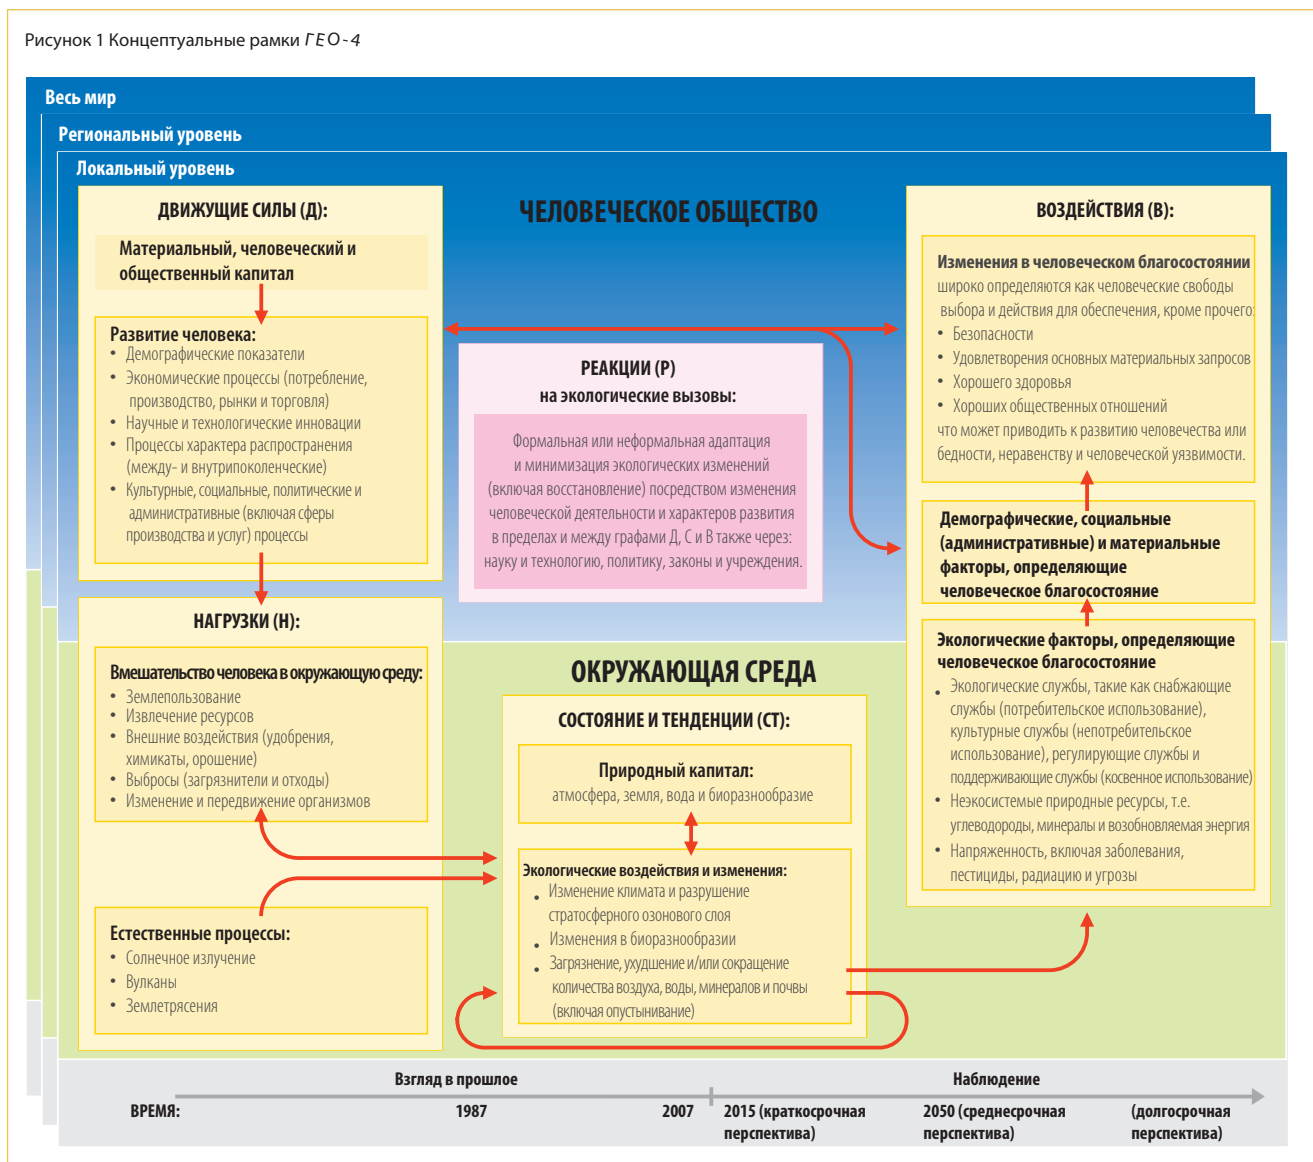 Рисунок 1 Концептуальные рамки ГЕО-4
Весь мир
Региональный уровень
Локальный уровень
ЧЕЛОВЕЧЕСКОЕ ОБЩЕСТВО
ДВИЖУЩИЕ СИЛЫ (Д):
Материальный, человеческий и
общественный капитал
Развитие человека:
• Демографические показатели
• Экономические процессы (потребление,
производство, рынки и торговля)
• Научные и технологические инновации
• Процессы характера распространения
(между- и внутрипоколенческие)
• Культурные, социальные, политические и
административные (включая сферы
производства и услуг) процессы
НАГРУЗКИ (Н):
Вмешательство человека в окружающую среду:
• Землепользование
• Извлечение ресурсов
• Внешние воздействия (удобрения,
химикаты, орошение)
• Выбросы (загрязнители и отходы)
• Изменение и передвижение организмов
Естественные процессы:
• Солнечное излучение
• Вулканы
• Землетрясения
РЕАКЦИИ (Р)
на экологические вызовы:
Формальная или неформальная адаптация
и минимизация экологических изменений
(включая восстановление) посредством изменения
человеческой деятельности и характеров развития
в пределах и между графами Д, С и В также через:
науку и технологию, политику, законы и учреждения.
ОКРУЖАЮЩАЯ СРЕДА
СОСТОЯНИЕ И ТЕНДЕНЦИИ (СТ):
Природный капитал:
атмосфера, земля, вода и биоразнообразие
Экологические воздействия и изменения:
• Изменение климата и разрушение
стратосферного озонового слоя
• Изменения в биоразнообразии
• Загрязнение, ухудшение и/или сокращение
количества воздуха, воды, минералов и почвы
(включая опустынивание)
ВОЗДЕЙСТВИЯ (В):
Изменения в человеческом благосостоянии
широко определяются как человеческие свободы
выбора и действия для обеспечения, кроме прочего:
• Безопасности
• Удовлетворения основных материальных запросов
• Хорошего здоровья
• Хороших общественных отношений
что может приводить к развитию человечества или
бедности, неравенству и человеческой уязвимости.
Демографические, социальные
(административные) и материальные
факторы, определяющие
человеческое благосостояние
Экологические факторы, определяющие
человеческое благосостояние
• Экологические службы, такие как снабжающие
службы (потребительское использование),
культурные службы (непотребительское
использование), регулирующие службы и
поддерживающие службы (косвенное использование)
• Неэкосистемые природные ресурсы, т.е.
углеводороды, минералы и возобновляемая энергия
• Напряженность, включая заболевания,
пестициды, радиацию и угрозы
Взгляд в прошлое
Наблюдение
ВРЕМЯ:
1987
2007
2015 (краткосрочная
перспектива)
2050 (среднесрочная
перспектива)
(долгосрочная
перспектива)